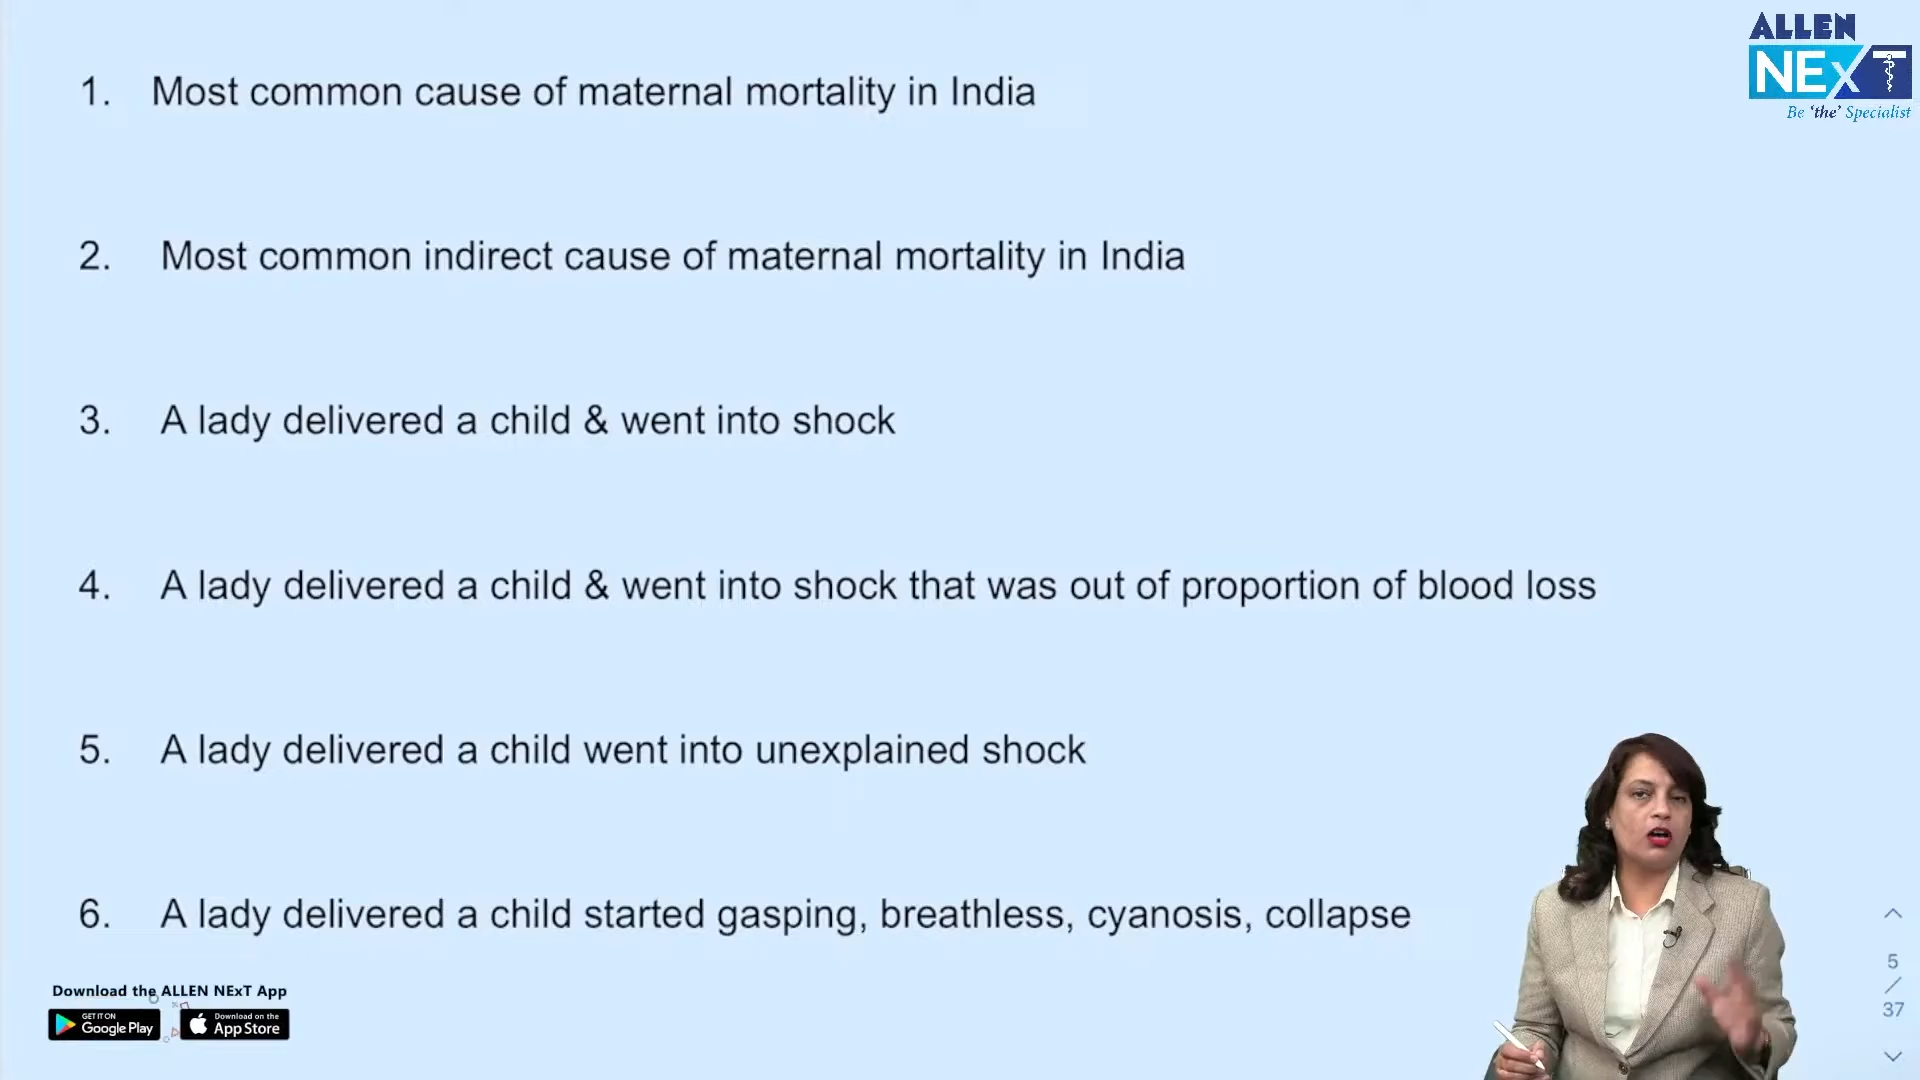 ALLEN
NExT
Be 'the' Specialist
1. Most common cause of maternal mortality in India
2. Most common indirect cause of maternal mortality in India
3. A lady delivered a child & went into shock
4. A lady delivered a child & went into shock that was out of proportion of blood loss
5. A lady delivered a child went into unexplained shock
6. A lady delivered a child started gasping, breathless, cyanosis, collapse
5
/
37
Download the ALLEN NExT App
GET IT ON
Google Play
Download on the
App Store